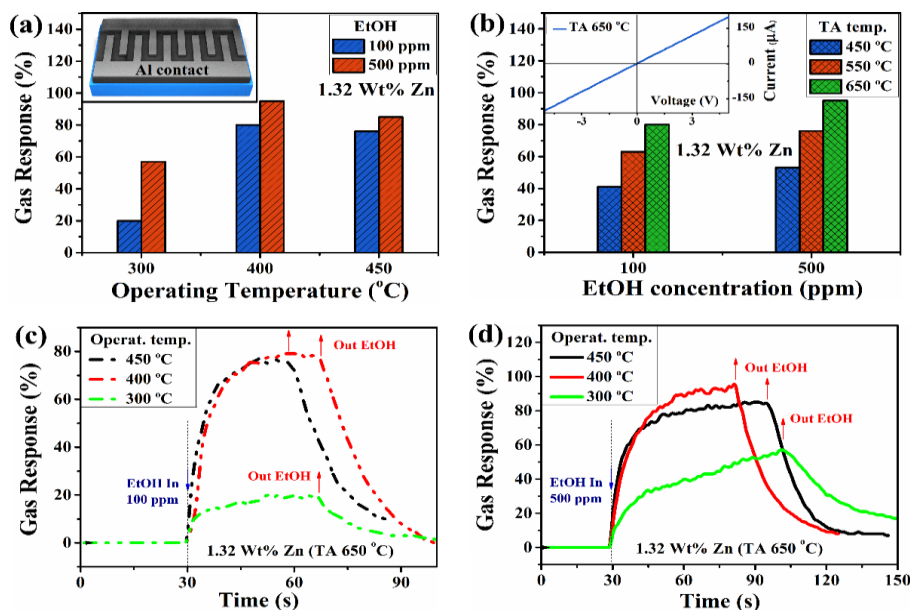 (a)
EtOH
100 ppm
500 ppm
1.32 Wt% Zn
Al contact
Gas Response (%)
140
120
100
80
60
40
20
0
300
400
450
Operating Temperature (°C)
(b)
TA 650 °C
Current (µA)
150
0
-150
-3
0
3
Voltage (V)
TA temp.
450 °C
550 °C
650 °C
1.32 Wt% Zn
Gas Response (%)
140
120
100
80
60
40
20
0
100
500
EtOH concentration (ppm)
(c)
Operat. temp.
450 °C
400 °C
300 °C
Out EtOH
Out EtOH
EtOH In
100 ppm
1.32 Wt% Zn (TA 650 °C)
Gas Response (%)
80
60
40
20
0
0
30
60
90
Time (s)
(d)
Operat. temp.
450 °C
400 °C
300 °C
Out EtOH
Out EtOH
EtOH In
500 ppm
1.32 Wt% Zn (TA 650 °C)
Gas Response (%)
120
100
80
60
40
20
0
0
30
60
90
120
150
Time (s)